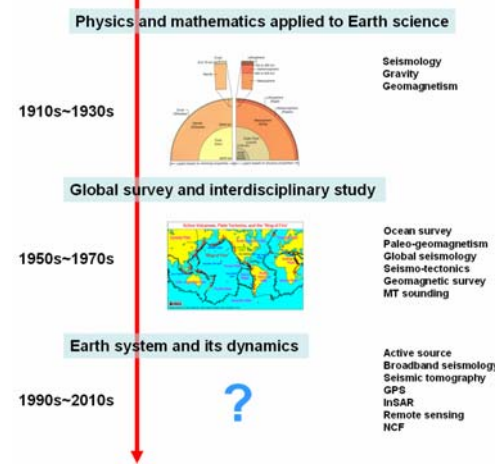 Physics and mathematics applied to Earth science
Seismology
Gravity
Geomagnetism
1910s~1930s
Global survey and interdisciplinary study
1950s~1970s
Ocean survey
Paleo-geomagnetism
Global seismology
Seismo-tectonics
Geomagnetic survey
MT sounding
Earth system and its dynamics
1990s~2010s
?
Active source
Broadband seismology
Seismic tomography
GPS
InSAR
Remote sensing
NCF